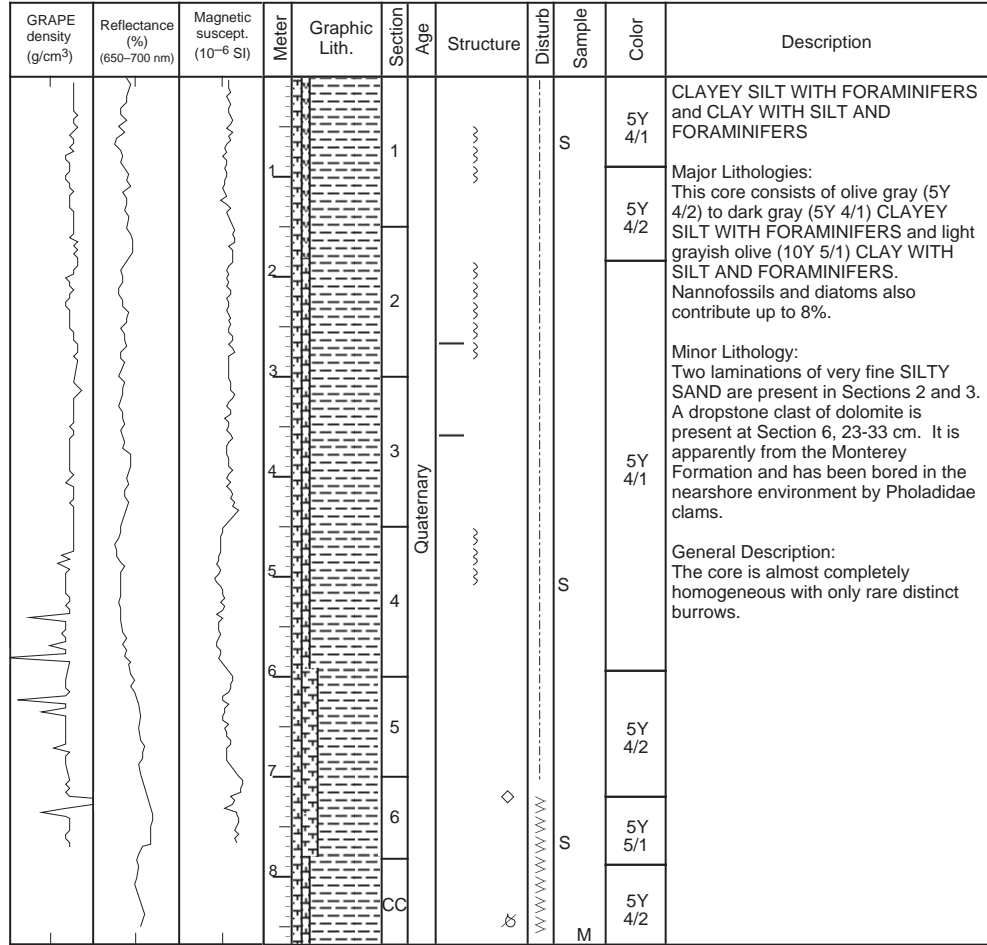 GRAPE density (g/cm3)
Reflectance (%) (650–700 nm)
Magnetic suscept. (10–6 SI)
Meter
Graphic Lith.
Section
Age
Structure
Disturb
Sample
Color
Description
1
2
3
4
5
6
7
8
1
2
3
4
5
6
CC
Quaternary
S
S
S
M
5Y
4/1
5Y
4/2
5Y
4/1
5Y
4/2
5Y
5/1
5Y
4/2
CLAYEY SILT WITH FORAMINIFERS
and CLAY WITH SILT AND
FORAMINIFERS
Major Lithologies:
This core consists of olive gray (5Y
4/2) to dark gray (5Y 4/1) CLAYEY
SILT WITH FORAMINIFERS and light
grayish olive (10Y 5/1) CLAY WITH
SILT AND FORAMINIFERS.
Nannofossils and diatoms also
contribute up to 8%.
Minor Lithology:
Two laminations of very fine SILTY
SAND are present in Sections 2 and 3.
A dropstone clast of dolomite is
present at Section 6, 23-33 cm. It is
apparently from the Monterey
Formation and has been bored in the
nearshore environment by Pholadidae
clams.
General Description:
The core is almost completely
homogeneous with only rare distinct
burrows.